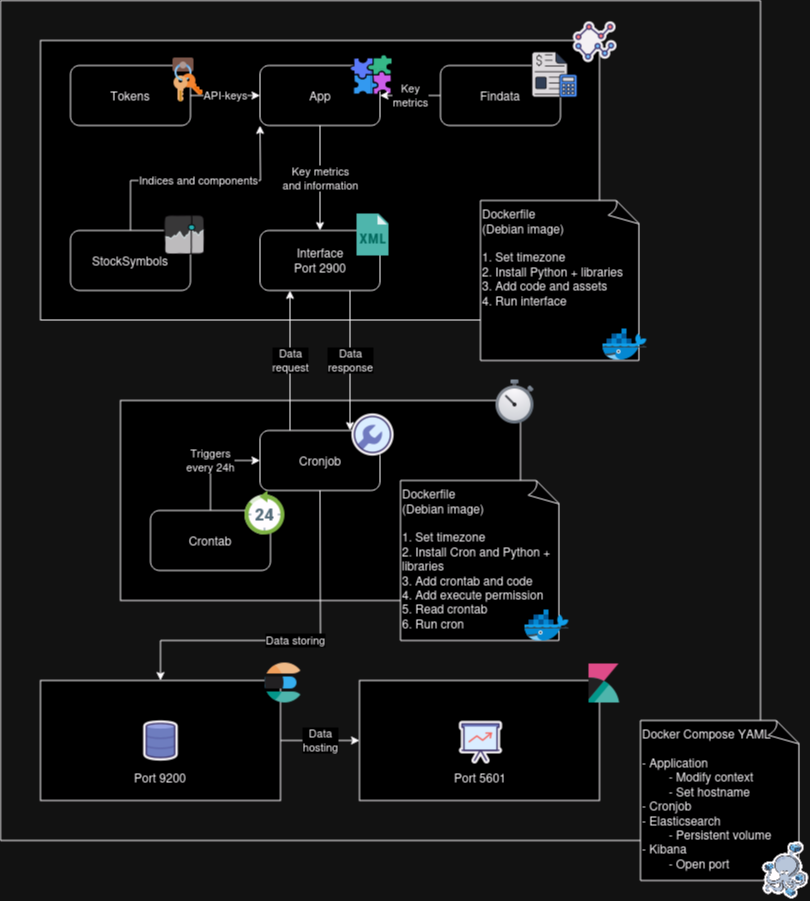 Tokens
API-keys
App
Key
metrics
Findata
Indices and components
Key metrics
and information
StockSymbols
XML
Interface
Port 2900
Dockerfile
(Debian image)
1. Set timezone
2. Install Python + libraries
3. Add code and assets
4. Run interface
Data
request
Data
response
Triggers
every 24h
Cronjob
24
Crontab
Dockerfile
(Debian image)
1. Set timezone
2. Install Cron and Python +
libraries
3. Add crontab and code
4. Add execute permission
5. Read crontab
6. Run cron
Data storing
Port 9200
Data
hosting
Port 5601
Docker Compose YAML
- Application
- Modify context
- Set hostname
- Cronjob
- Elasticsearch
- Persistent volume
- Kibana
- Open port